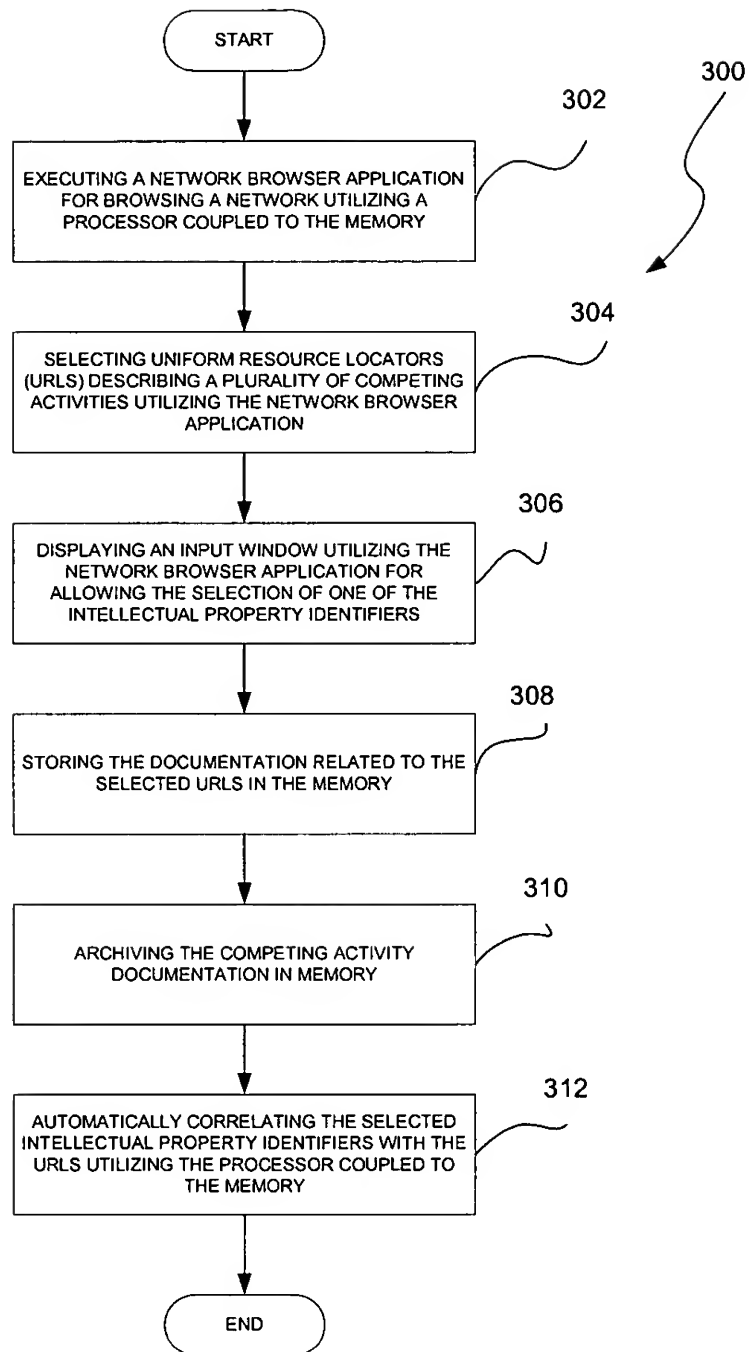 START
300
302
EXECUTING A NETWORK BROWSER APPLICATION
FOR BROWSING A NETWORK UTILIZING A
PROCESSOR COUPLED TO THE MEMORY
304
SELECTING UNIFORM RESOURCE LOCATORS
(URLS) DESCRIBING A PLURALITY OF COMPETING
ACTIVITIES UTILIZING THE NETWORK BROWSER
APPLICATION
306
DISPLAYING AN INPUT WINDOW UTILIZING THE
NETWORK BROWSER APPLICATION FOR
ALLOWING THE SELECTION OF ONE OF THE
INTELLECTUAL PROPERTY IDENTIFIERS
308
STORING THE DOCUMENTATION RELATED TO THE
SELECTED URLS IN THE MEMORY
310
ARCHIVING THE COMPETING ACTIVITY
DOCUMENTATION IN MEMORY
312
AUTOMATICALLY CORRELATING THE SELECTED
INTELLECTUAL PROPERTY IDENTIFIERS WITH THE
URLS UTILIZING THE PROCESSOR COUPLED TO
THE MEMORY
END